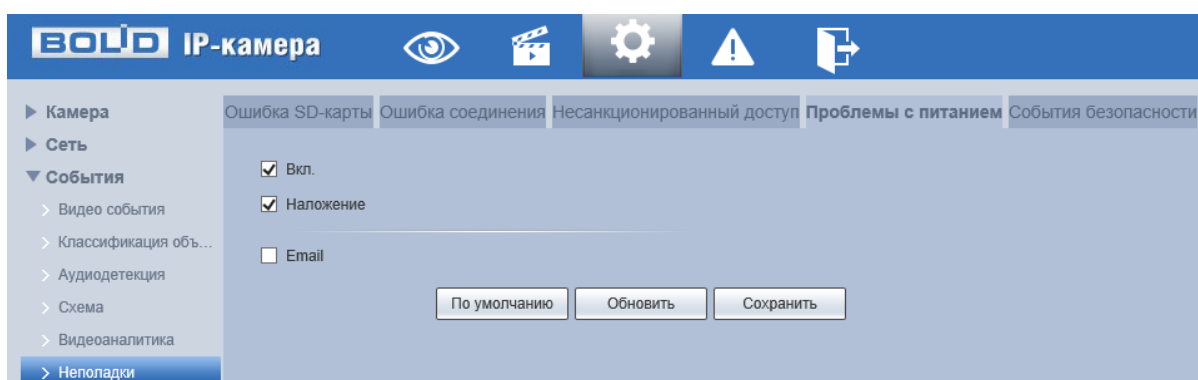 BOLID IP-камера
Камера
Сеть
События
Видео события
Классификация объ...
Аудиодетекция
Схема
Видеоаналитика
Неполадки
Ошибка SD-карты Ошибка соединения Несанкционированный доступ Проблемы с питанием События безопасности
Вкл.
Наложение
Email
По умолчанию Обновить Сохранить